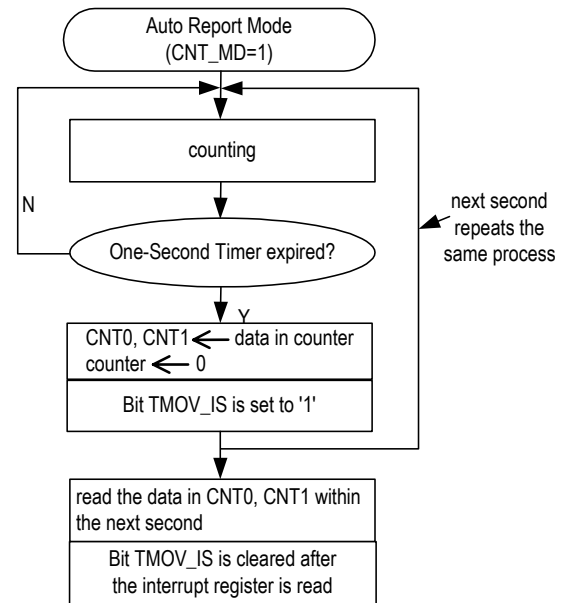 Auto Report Mode
(CNT_MD=1)
counting
N
next second
repeats the
same process
One-Second Timer expired?
Y
CNT0, CNT1 ← data in counter
counter ← 0
Bit TMOV_IS is set to '1'
read the data in CNT0, CNT1 within
the next second
Bit TMOV_IS is cleared after
the interrupt register is read